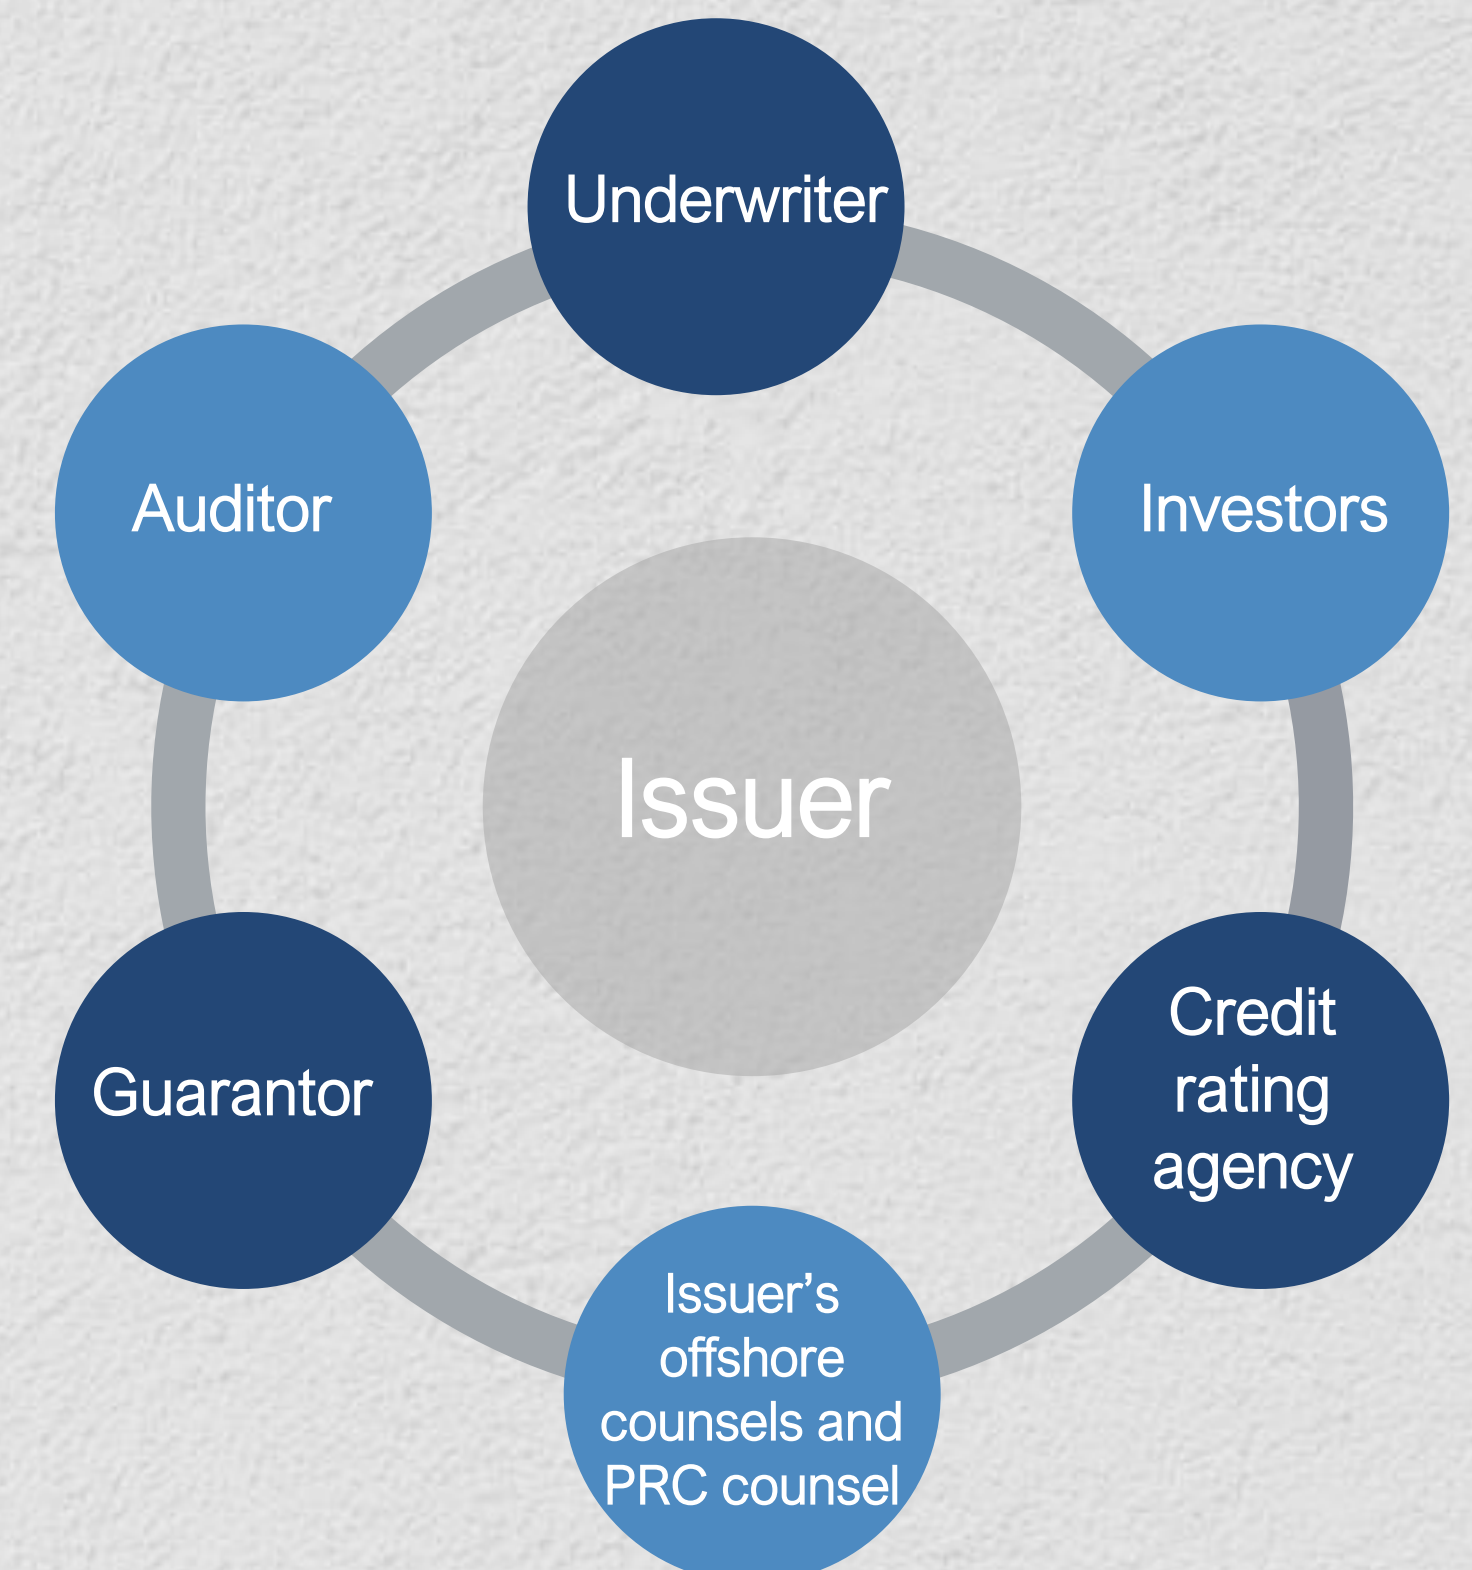 Underwriter
Auditor
Investors
Issuer
Guarantor
Credit
rating
agency
Issuer’s
offshore
counsels and
PRC counsel